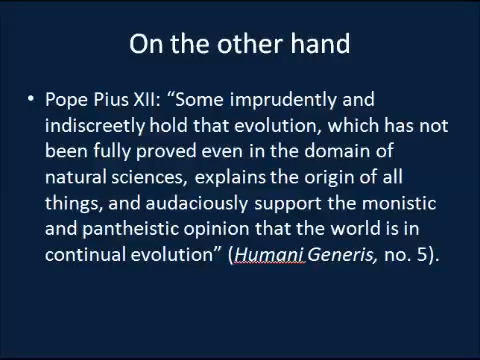 On the other hand
• Pope Pius XII: “Some imprudently and
indiscreetly hold that evolution, which has not
been fully proved even in the domain of
natural sciences, explains the origin of all
things, and audaciously support the monistic
and pantheistic opinion that the world is in
continual evolution” (Humani Generis, no. 5).